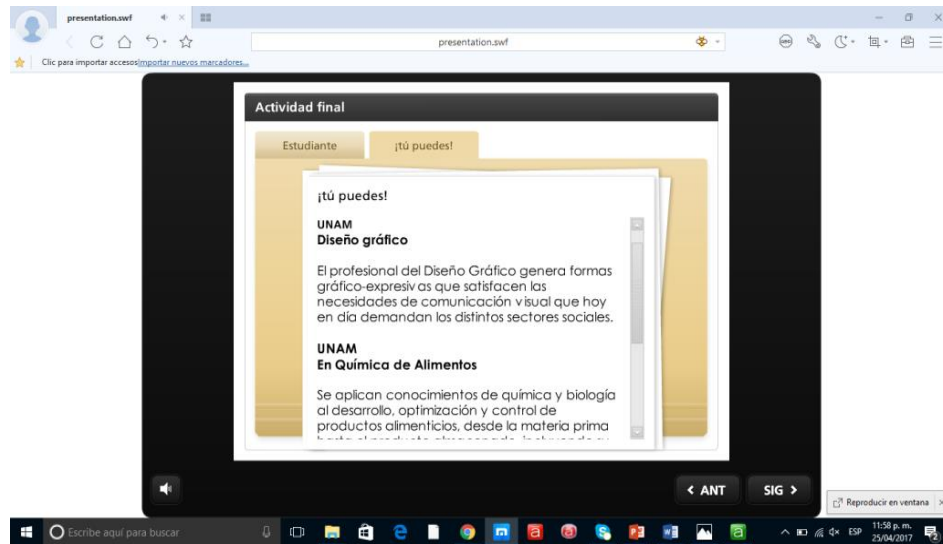 presentation.swf
presentation.swf
Clic para importar accesos Importar nuevos marcadores...
Actividad final
Estudiante
¡tú puedes!
¡tú puedes!
UNAM
Diseño gráfico
El profesional del Diseño Gráfico genera formas
gráfico-expresivas que satisfacen las
necesidades de comunicación visual que hoy
en día demandan los distintos sectores sociales.
UNAM
En Química de Alimentos
Se aplican conocimientos de química y biología
al desarrollo, optimización y control de
productos alimenticios, desde la materia prima
< ANT
SIG >
Reproducir en ventana
Escribe aquí para buscar
ESP
11:58 p. m.
25/04/2017